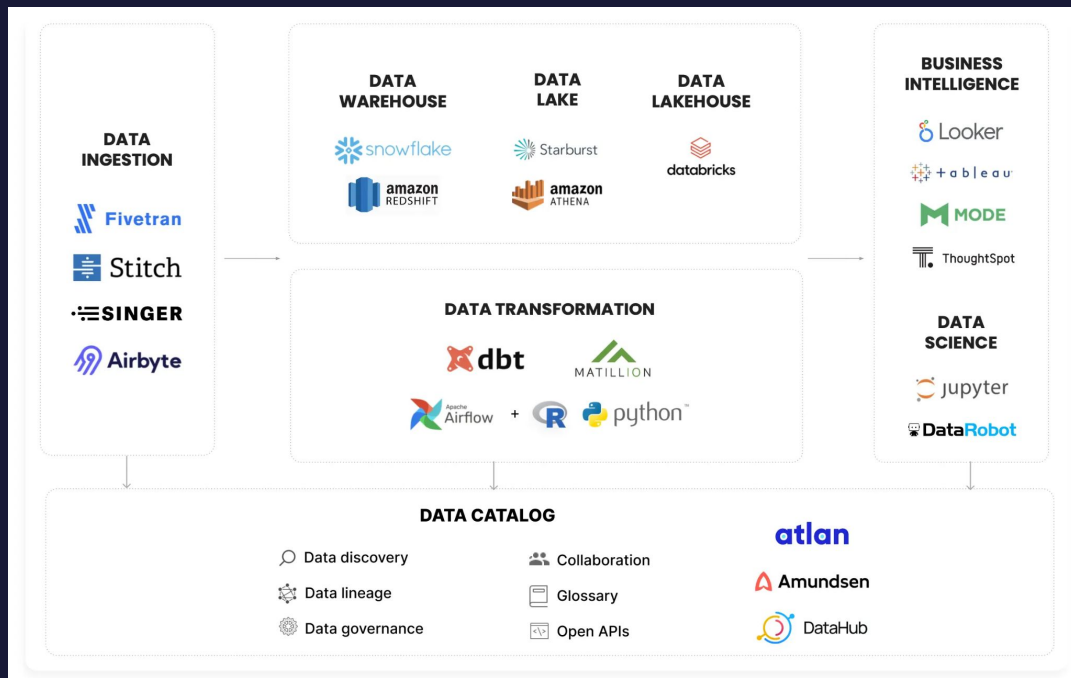 DATA
INGESTION
Fivetran
Stitch
SINGER
Airbyte
DATA
WAREHOUSE
snowflake
amazon
REDSHIFT
DATA
LAKE
Starburst
amazon
ATHENA
DATA
LAKEHOUSE
databricks
DATA TRANSFORMATION
dbt
MATILLION
Apache
Airflow
+
R
python™
BUSINESS
INTELLIGENCE
Looker
+ableau
MODE
T. ThoughtSpot
DATA
SCIENCE
jupyter
DataRobot
DATA CATALOG
Data discovery
Data lineage
Data governance
Collaboration
Glossary
Open APIs
atlan
Amundsen
DataHub